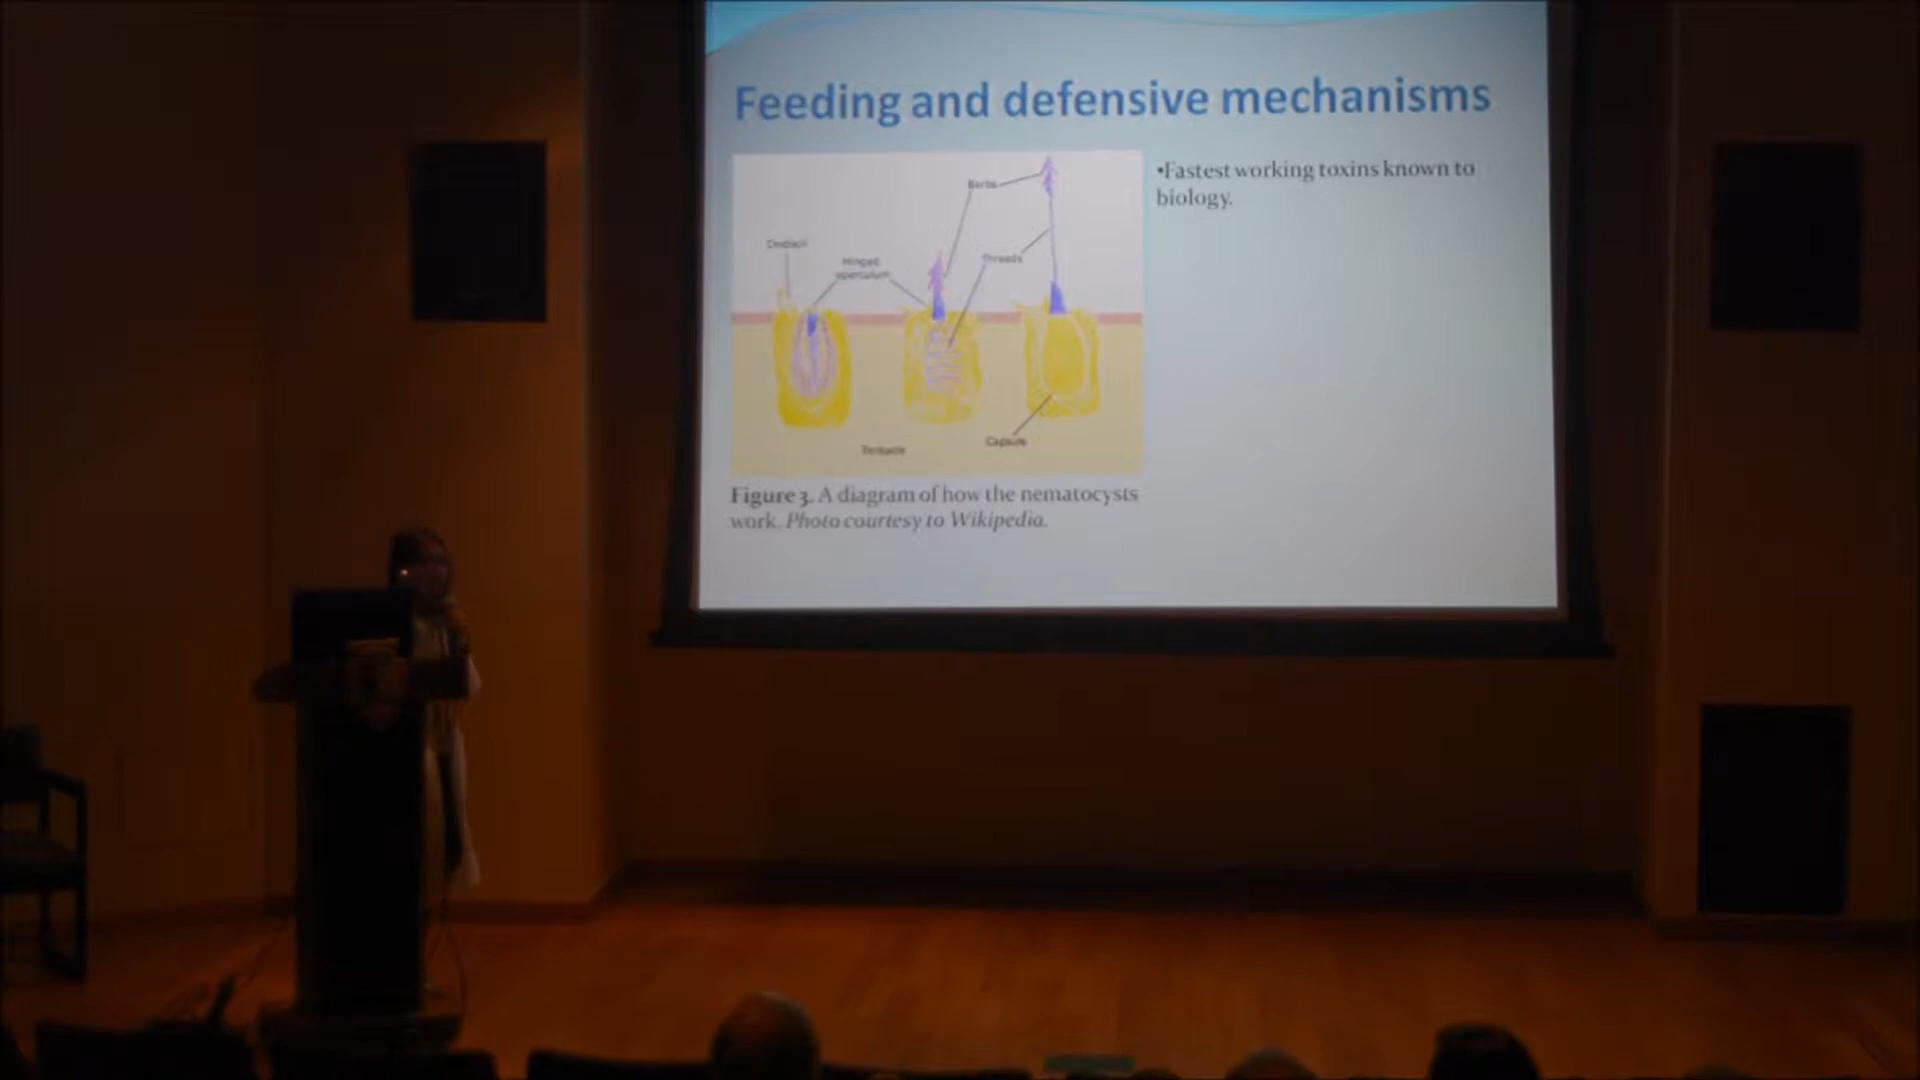 Feeding and defensive mechanisms
•Fastest working toxins known to
biology.
Barbs
Cnidocil
Hinged
operculum
Threads
Capsule
Tentacle
Figure 3. A diagram of how the nematocysts
work. Photo courtesy to Wikipedia.